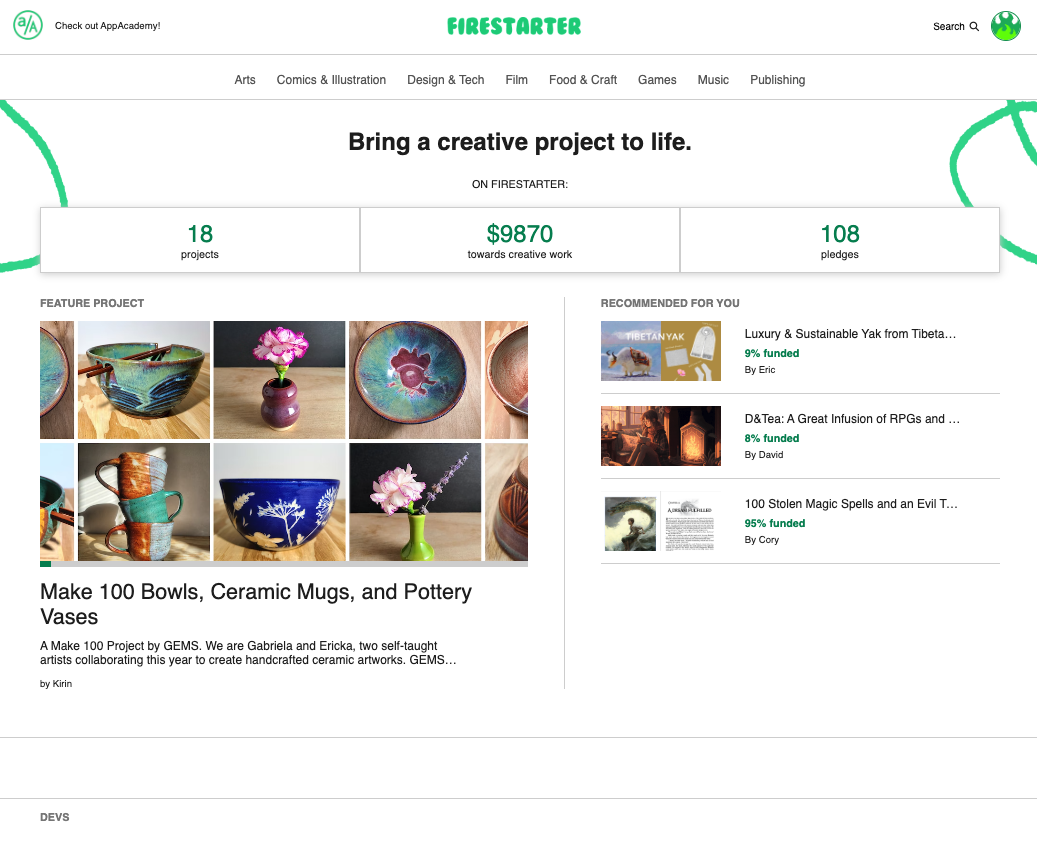 a/A
Check out AppAcademy!
FIRESTARTER
Search
Arts Comics & Illustration Design & Tech Film Food & Craft Games Music Publishing
Bring a creative project to life.
ON FIRESTARTER:
18
projects
$9870
towards creative work
108
pledges
FEATURE PROJECT
Make 100 Bowls, Ceramic Mugs, and Pottery
Vases
A Make 100 Project by GEMS. We are Gabriela and Ericka, two self-taught
artists collaborating this year to create handcrafted ceramic artworks. GEMS…
by Kirin
RECOMMENDED FOR YOU
TIBETAN YAK
Luxury & Sustainable Yak from Tibeta…
9% funded
By Eric
D&Tea: A Great Infusion of RPGs and …
8% funded
By David
A DREAM FULFILLED
100 Stolen Magic Spells and an Evil T…
95% funded
By Cory
DEVS